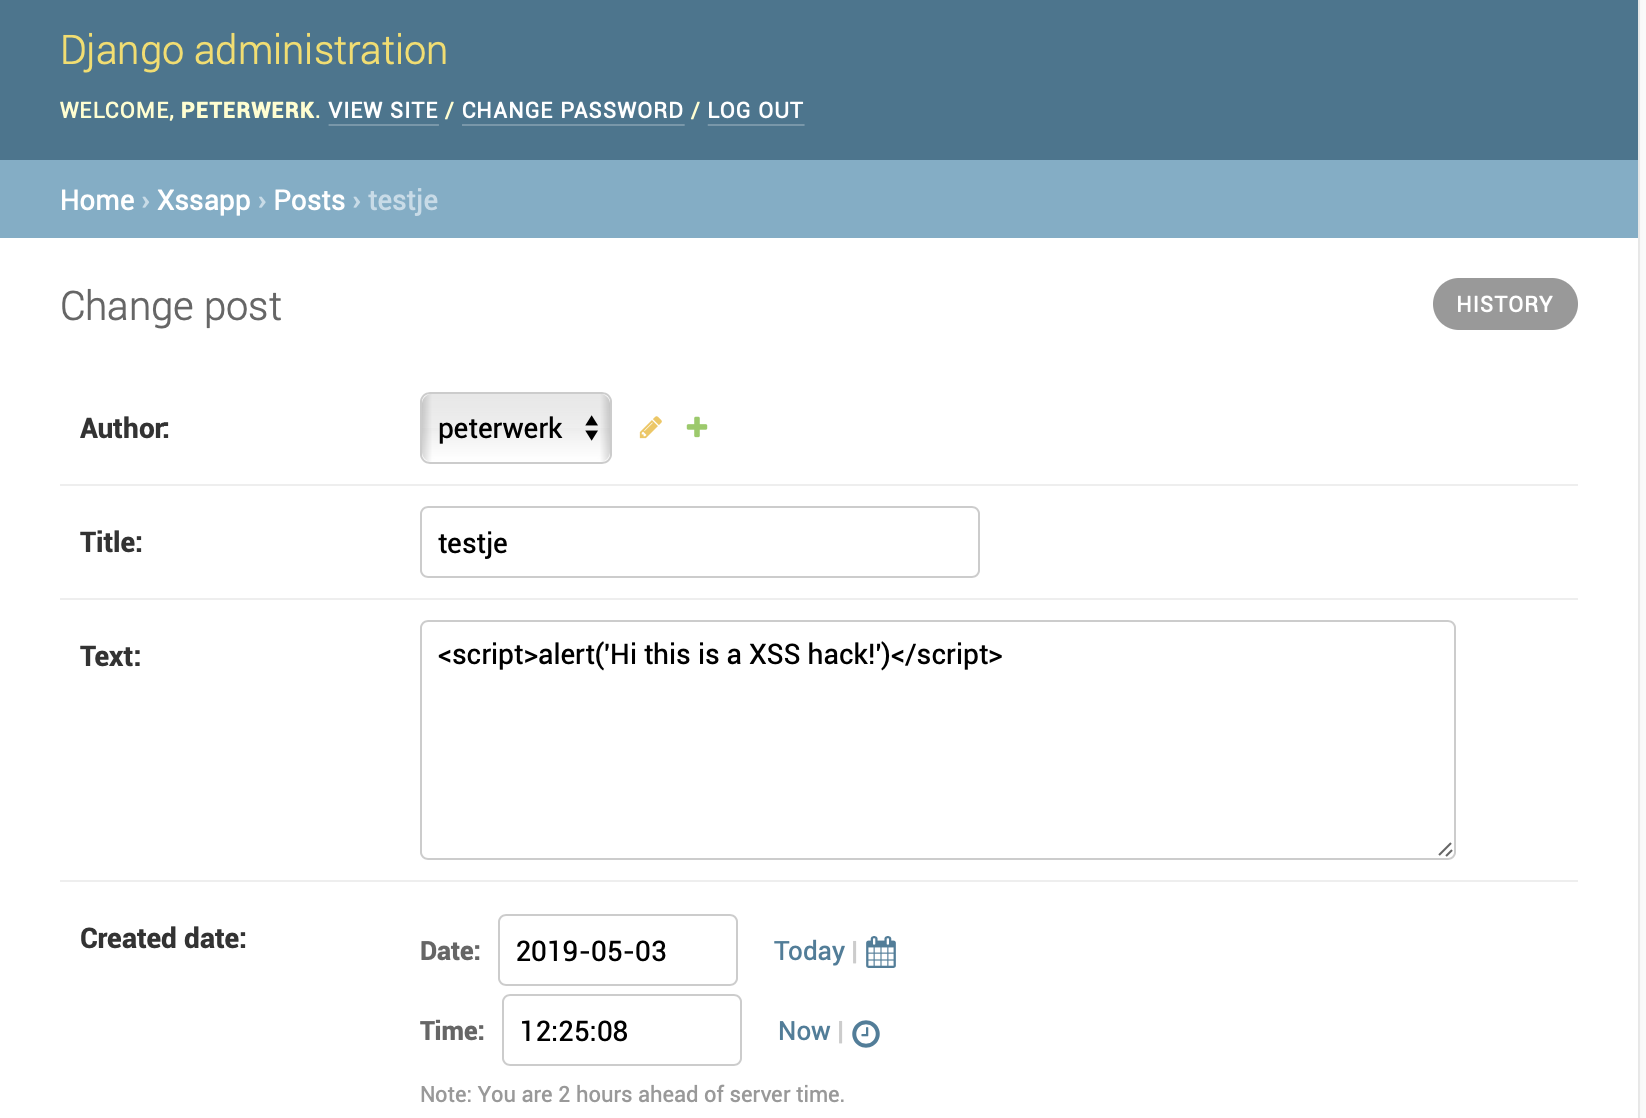 Django administration
WELCOME, PETERWERK. VIEW SITE / CHANGE PASSWORD / LOG OUT
Home › Xssapp › Posts › testje
Change post
HISTORY
Author:
peterwerk
Title:
testje
Text:
<script>alert('Hi this is a XSS hack!')</script>
Created date:
Date: 2019-05-03 Today |
Time: 12:25:08 Now |
Note: You are 2 hours ahead of server time.